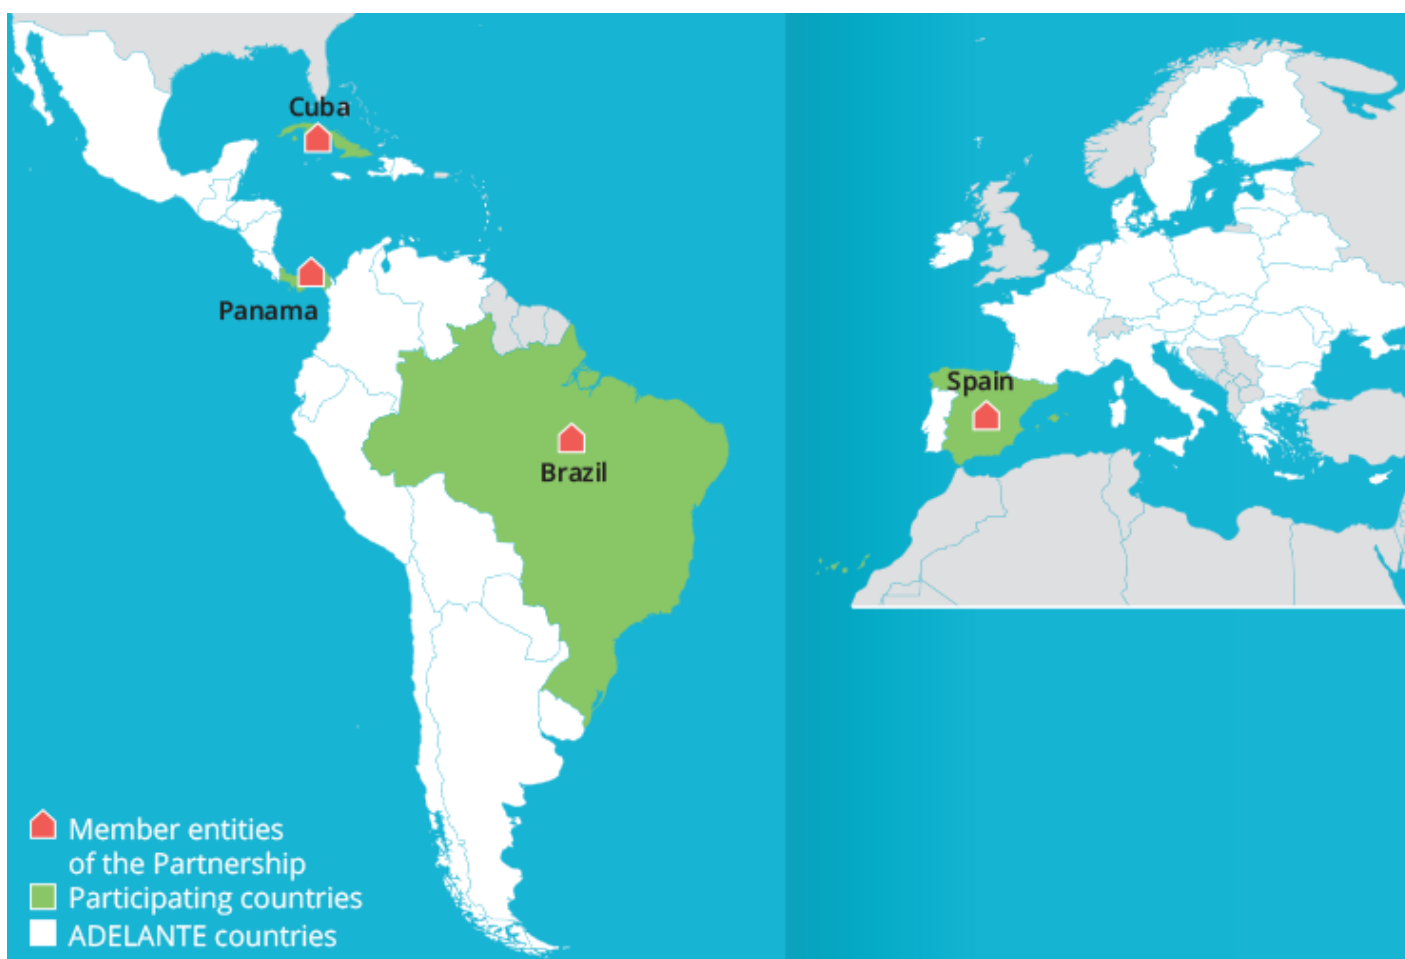 Cuba
Panama
Spain
Brazil
Member entities
of the Partnership
Participating countries
ADELANTE countries